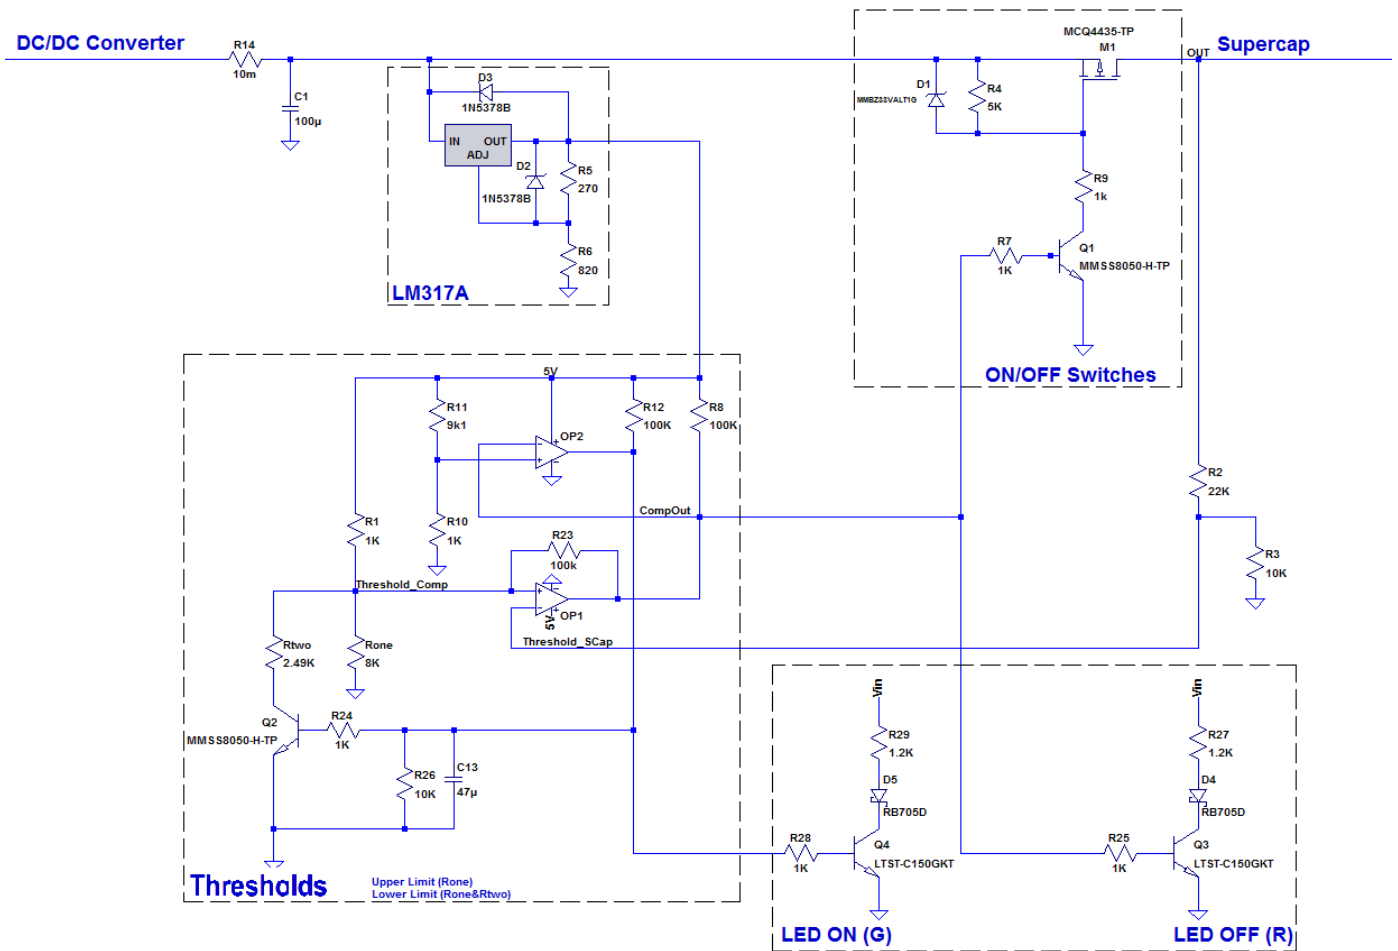 DC/DC Converter
R14
10m
C1
100µ
D3
1N5378B
IN OUT
ADJ
D2
1N5378B
R5
270
R6
820
LM317A
MCQ4435-TP
M1
OUT
Supercap
D1
R4
5K
R9
1k
R7
1K
Q1
MMSS8050-H-TP
ON/OFF Switches
5V
R11
9k1
OP2
R12
100K
R8
100K
R1
1K
R10
1K
CompOut
R23
100k
Threshold_Comp
OP1
5V
Threshold_SCap
R2
22K
R3
10K
Rtwo
2.49K
Rone
8K
Q2
MMSS8050-H-TP
R24
1K
R26
10K
C13
47µ
Thresholds
Upper Limit (Rone)
Lower Limit (Rone&Rtwo)
Vin
R29
1.2K
D5
RB705D
R28
1K
Q4
LTST-C150GKT
LED ON (G)
Vin
R27
1.2K
D4
RB705D
R25
1K
Q3
LTST-C150GKT
LED OFF (R)